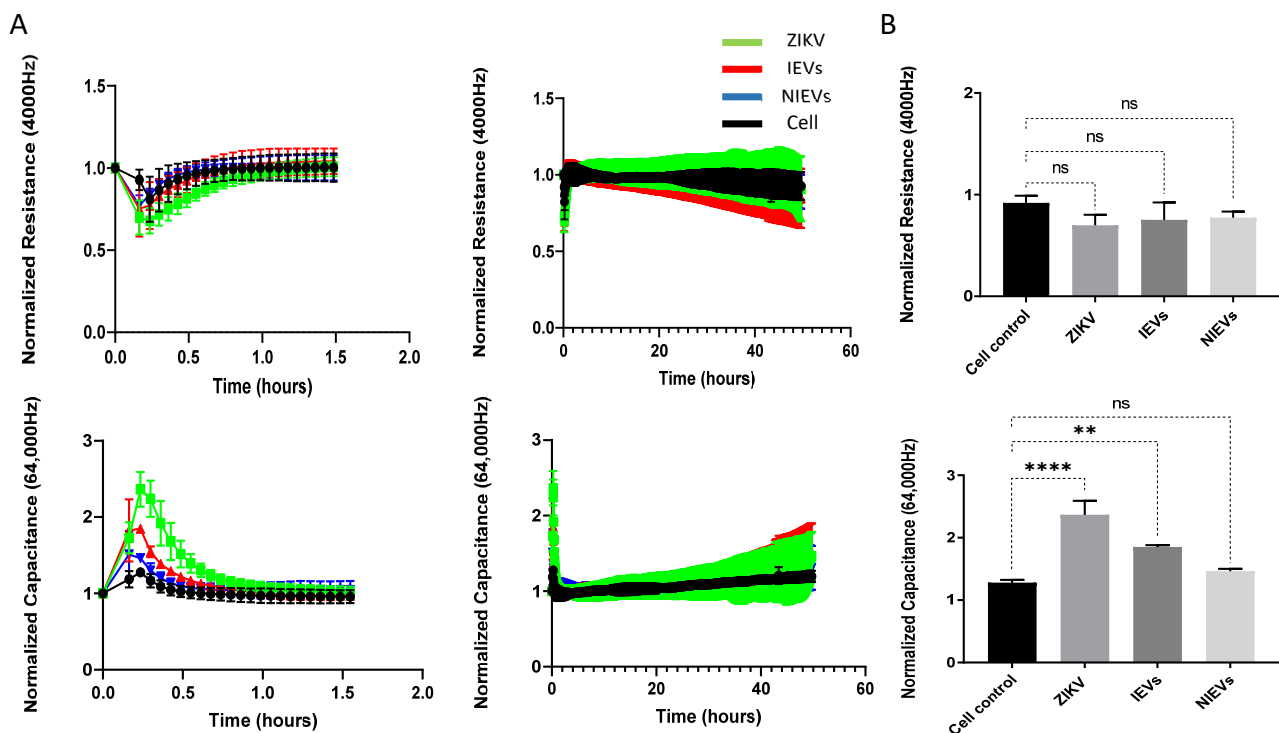 A
B
ZIKV
IEVs
NIEVs
Cell
Normalized Resistance (4000Hz)
1.5
1.0
0.5
0.0
0.0 0.5 1.0 1.5 2.0
Time (hours)
Normalized Resistance (4000Hz)
1.5
1.0
0.5
0.0
0 20 40 60
Time (hours)
Normalized Resistance (4000Hz)
2
1
0
ns
ns
ns
Cell control
ZIKV
IEVs
NIEVs
Normalized Capacitance (64,000Hz)
3
2
1
0
0.0 0.5 1.0 1.5 2.0
Time (hours)
Normalized Capacitance (64,000Hz)
3
2
1
0
0 20 40 60
Time (hours)
Normalized Capacitance (64,000Hz)
3
2
1
0
ns
**
****
Cell control
ZIKV
IEVs
NIEVs